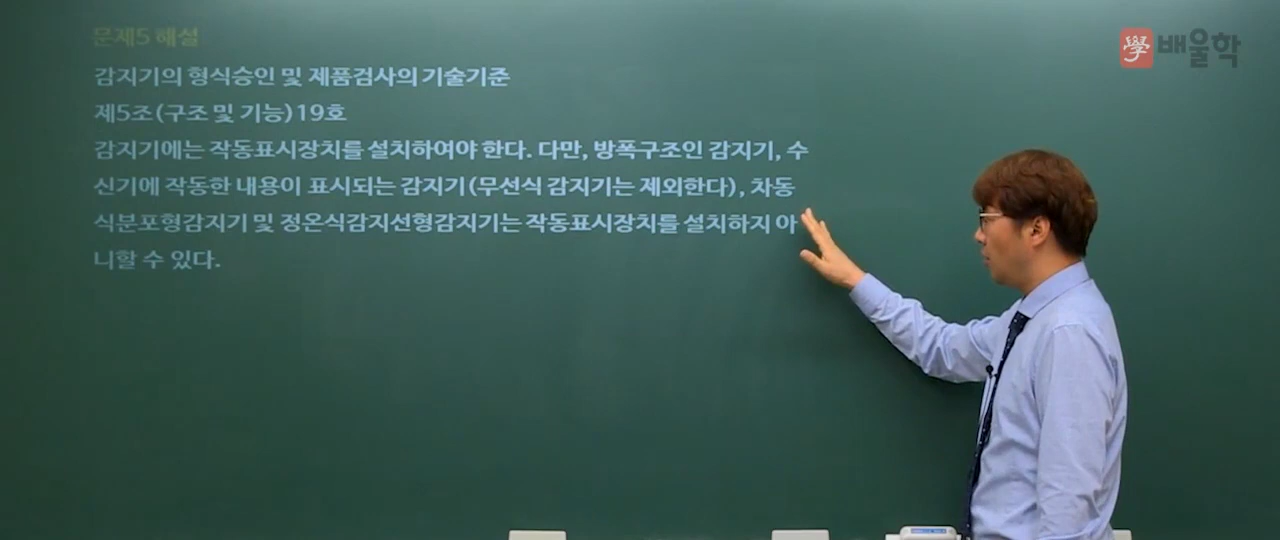 문제5 해설
學배울학
감지기의 형식승인 및 제품검사의 기술기준
제5조(구조 및 기능)19호
감지기에는 작동표시장치를 설치하여야 한다. 다만, 방폭구조인 감지기, 수
신기에 작동한 내용이 표시되는 감지기(무선식 감지기는 제외한다), 차동
식분포형감지기 및 정온식감지선형감지기는 작동표시장치를 설치하지 아
니할 수 있다.